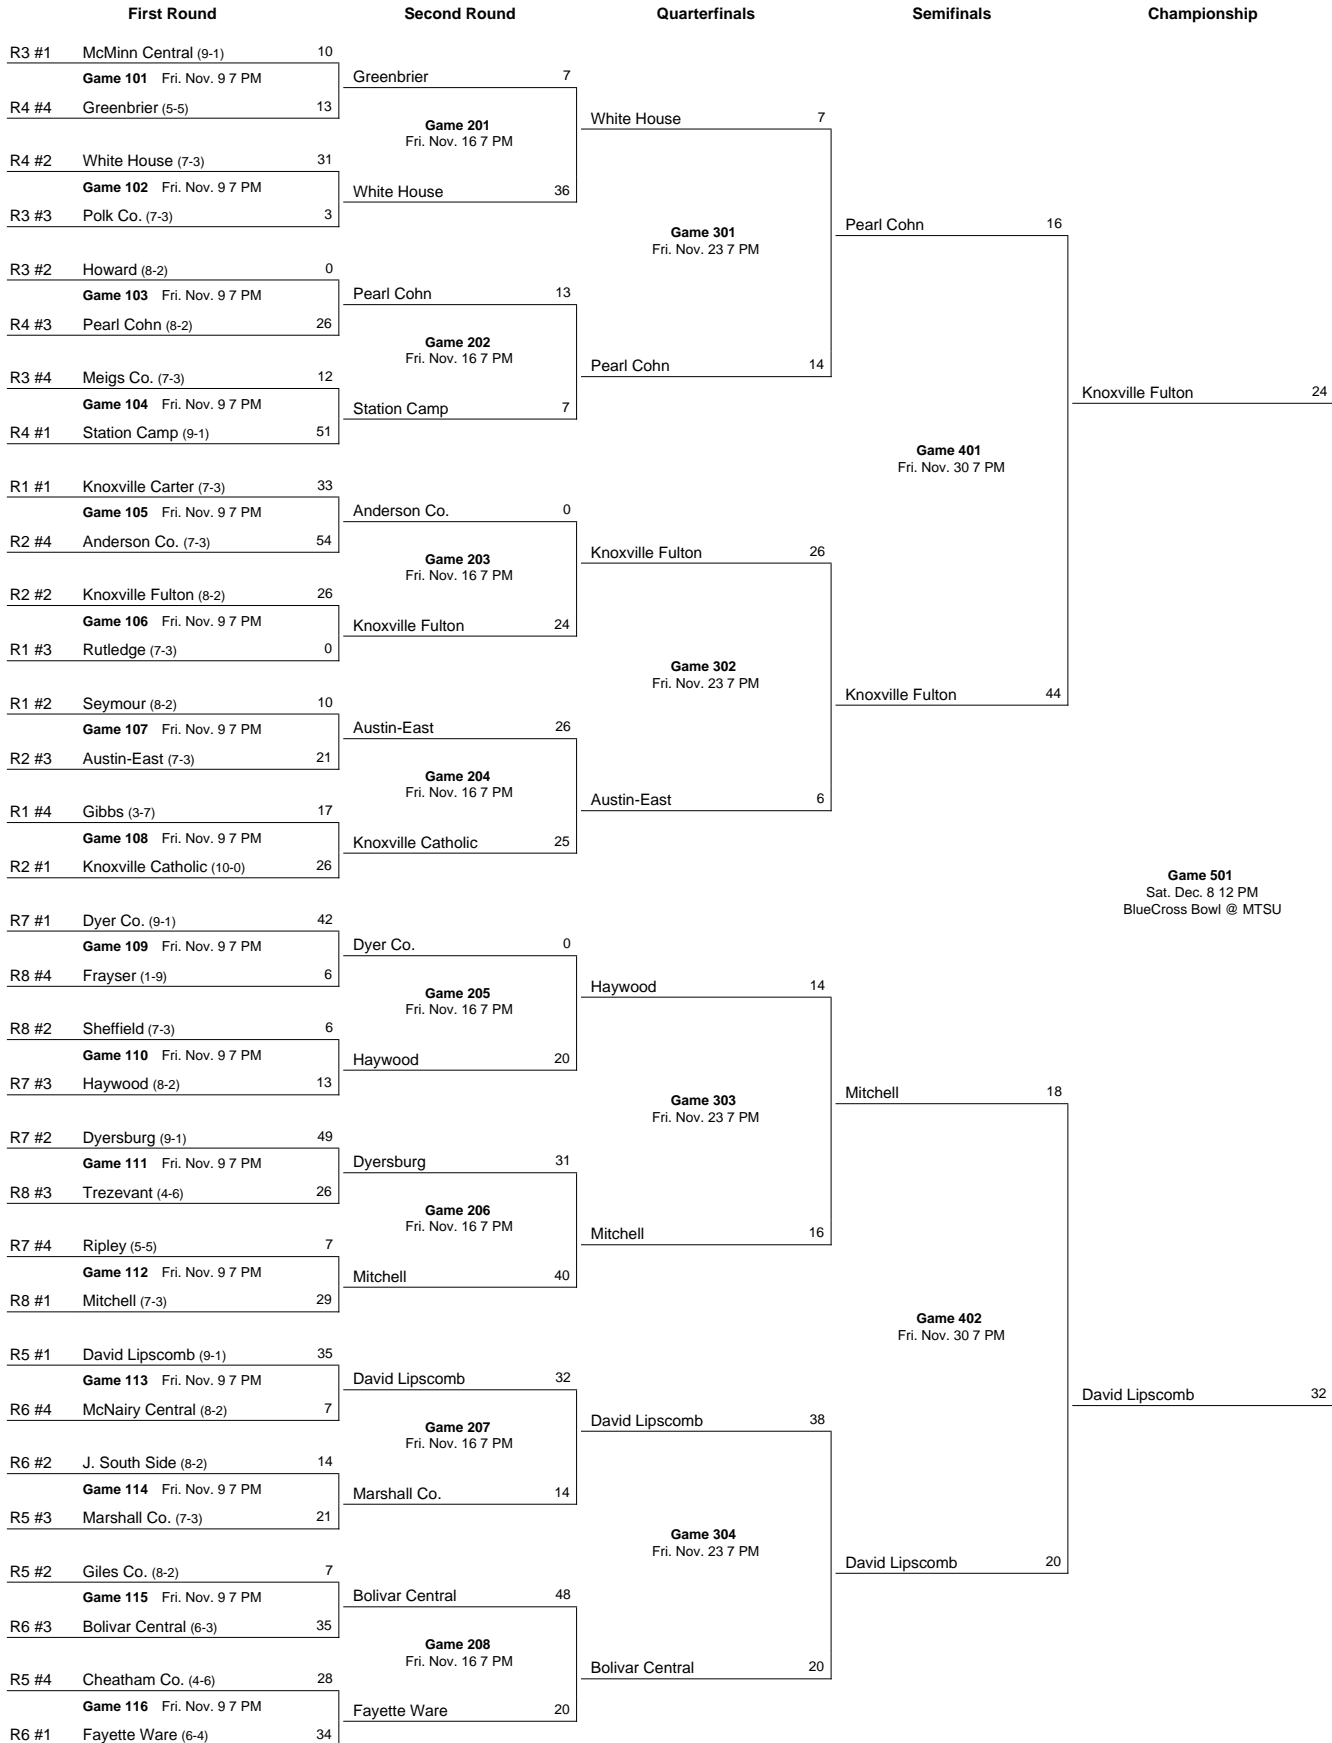 First Round Second Round Quarterfinals Semifinals Championship
R3 #1 McMinn Central (9-1) 10
Game 101 Fri. Nov. 9 7 PM
R4 #4 Greenbrier (5-5) 13
Greenbrier 7
Game 201
Fri. Nov. 16 7 PM
White House 36
R4 #2 White House (7-3) 31
Game 102 Fri. Nov. 9 7 PM
R3 #3 Polk Co. (7-3) 3
White House 7
Game 301
Fri. Nov. 23 7 PM
Pearl Cohn 14
R3 #2 Howard (8-2) 0
Game 103 Fri. Nov. 9 7 PM
R4 #3 Pearl Cohn (8-2) 26
Pearl Cohn 13
Game 202
Fri. Nov. 16 7 PM
Station Camp 7
R3 #4 Meigs Co. (7-3) 12
Game 104 Fri. Nov. 9 7 PM
R4 #1 Station Camp (9-1) 51
Pearl Cohn 16
Game 401
Fri. Nov. 30 7 PM
Knoxville Fulton 44
R1 #1 Knoxville Carter (7-3) 33
Game 105 Fri. Nov. 9 7 PM
R2 #4 Anderson Co. (7-3) 54
Anderson Co. 0
Game 203
Fri. Nov. 16 7 PM
Knoxville Fulton 24
R2 #2 Knoxville Fulton (8-2) 26
Game 106 Fri. Nov. 9 7 PM
R1 #3 Rutledge (7-3) 0
Knoxville Fulton 26
Game 302
Fri. Nov. 23 7 PM
Austin-East 6
R1 #2 Seymour (8-2) 10
Game 107 Fri. Nov. 9 7 PM
R2 #3 Austin-East (7-3) 21
Austin-East 26
Game 204
Fri. Nov. 16 7 PM
Knoxville Catholic 25
R1 #4 Gibbs (3-7) 17
Game 108 Fri. Nov. 9 7 PM
R2 #1 Knoxville Catholic (10-0) 26
Knoxville Fulton 24
Game 501
Sat. Dec. 8 12 PM
BlueCross Bowl @ MTSU
David Lipscomb 32
R7 #1 Dyer Co. (9-1) 42
Game 109 Fri. Nov. 9 7 PM
R8 #4 Frayser (1-9) 6
Dyer Co. 0
Game 205
Fri. Nov. 16 7 PM
Haywood 20
R8 #2 Sheffield (7-3) 6
Game 110 Fri. Nov. 9 7 PM
R7 #3 Haywood (8-2) 13
Haywood 14
Game 303
Fri. Nov. 23 7 PM
Mitchell 16
R7 #2 Dyersburg (9-1) 49
Game 111 Fri. Nov. 9 7 PM
R8 #3 Trezevant (4-6) 26
Dyersburg 31
Game 206
Fri. Nov. 16 7 PM
Mitchell 40
R7 #4 Ripley (5-5) 7
Game 112 Fri. Nov. 9 7 PM
R8 #1 Mitchell (7-3) 29
Mitchell 18
Game 402
Fri. Nov. 30 7 PM
David Lipscomb 20
R5 #1 David Lipscomb (9-1) 35
Game 113 Fri. Nov. 9 7 PM
R6 #4 McNairy Central (8-2) 7
David Lipscomb 32
Game 207
Fri. Nov. 16 7 PM
Marshall Co. 14
R6 #2 J. South Side (8-2) 14
Game 114 Fri. Nov. 9 7 PM
R5 #3 Marshall Co. (7-3) 21
David Lipscomb 38
Game 304
Fri. Nov. 23 7 PM
Bolivar Central 20
R5 #2 Giles Co. (8-2) 7
Game 115 Fri. Nov. 9 7 PM
R6 #3 Bolivar Central (6-3) 35
Bolivar Central 48
Game 208
Fri. Nov. 16 7 PM
Fayette Ware 20
R5 #4 Cheatham Co. (4-6) 28
Game 116 Fri. Nov. 9 7 PM
R6 #1 Fayette Ware (6-4) 34